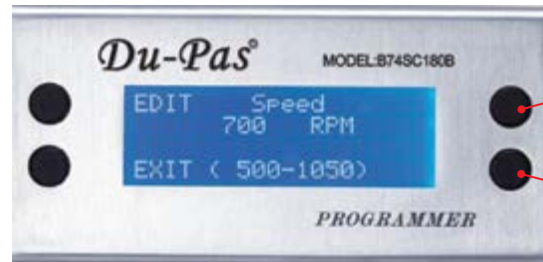 Du-Pas®
MODEL:B74SC180B
EDIT Speed
700 RPM
EXIT ( 500-1050)
PROGRAMMER